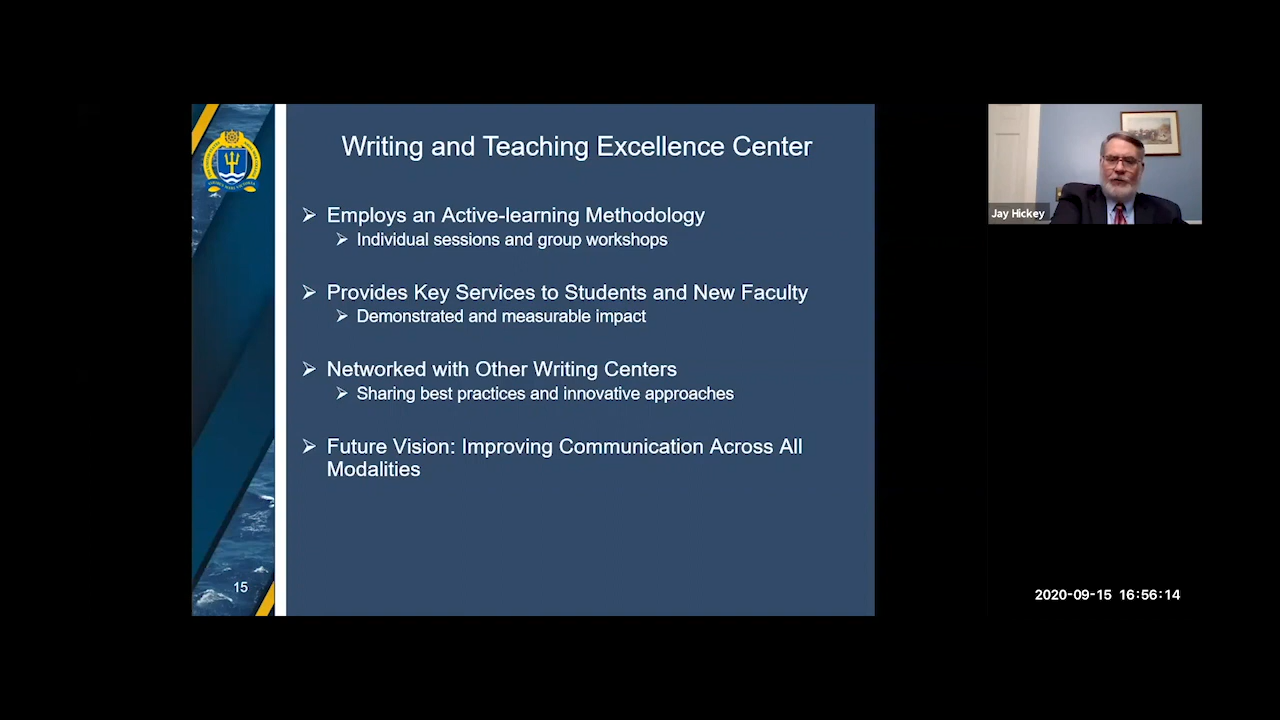 Writing and Teaching Excellence Center
➢ Employs an Active-learning Methodology
➢ Individual sessions and group workshops
➢ Provides Key Services to Students and New Faculty
➢ Demonstrated and measurable impact
➢ Networked with Other Writing Centers
➢ Sharing best practices and innovative approaches
➢ Future Vision: Improving Communication Across All
Modalities
15
Jay Hickey
2020-09-15 16:56:14